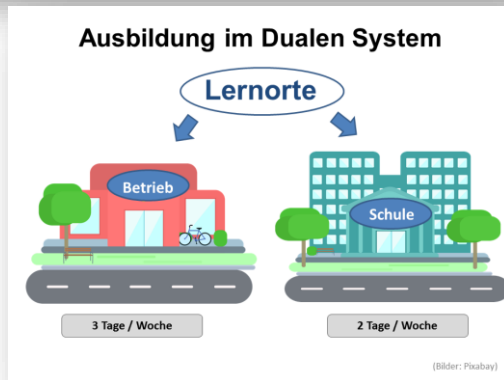 Ausbildung im Dualen System
Lernorte
Betrieb
Schule
3 Tage / Woche
2 Tage / Woche
(Bilder: Pixabay)